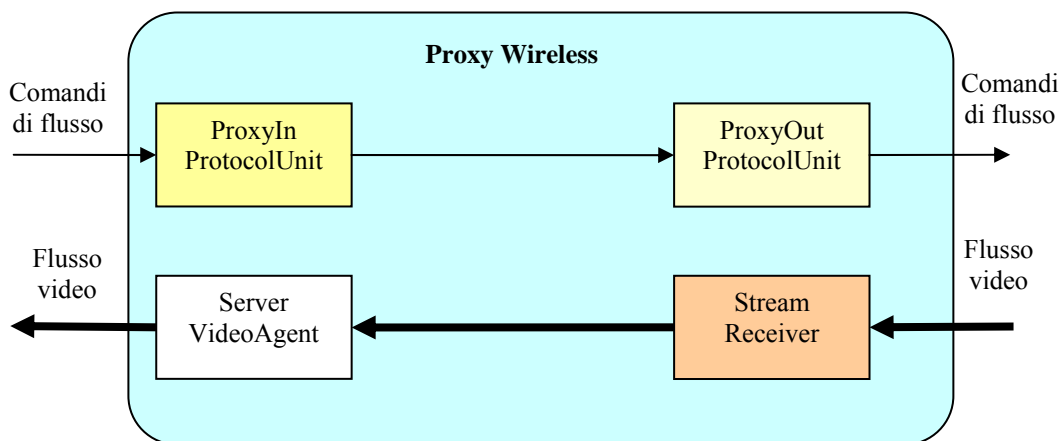 Proxy Wireless
Comandi
di flusso
ProxyIn
ProtocolUnit
ProxyOut
ProtocolUnit
Comandi
di flusso
Flusso
video
Server
VideoAgent
Stream
Receiver
Flusso
video